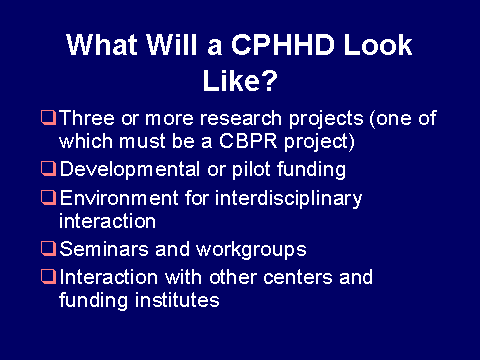 What Will a CPHHD Look
Like?
❑Three or more research projects (one of
which must be a CBPR project)
❑Developmental or pilot funding
❑Environment for interdisciplinary
interaction
❑Seminars and workgroups
❑Interaction with other centers and
funding institutes